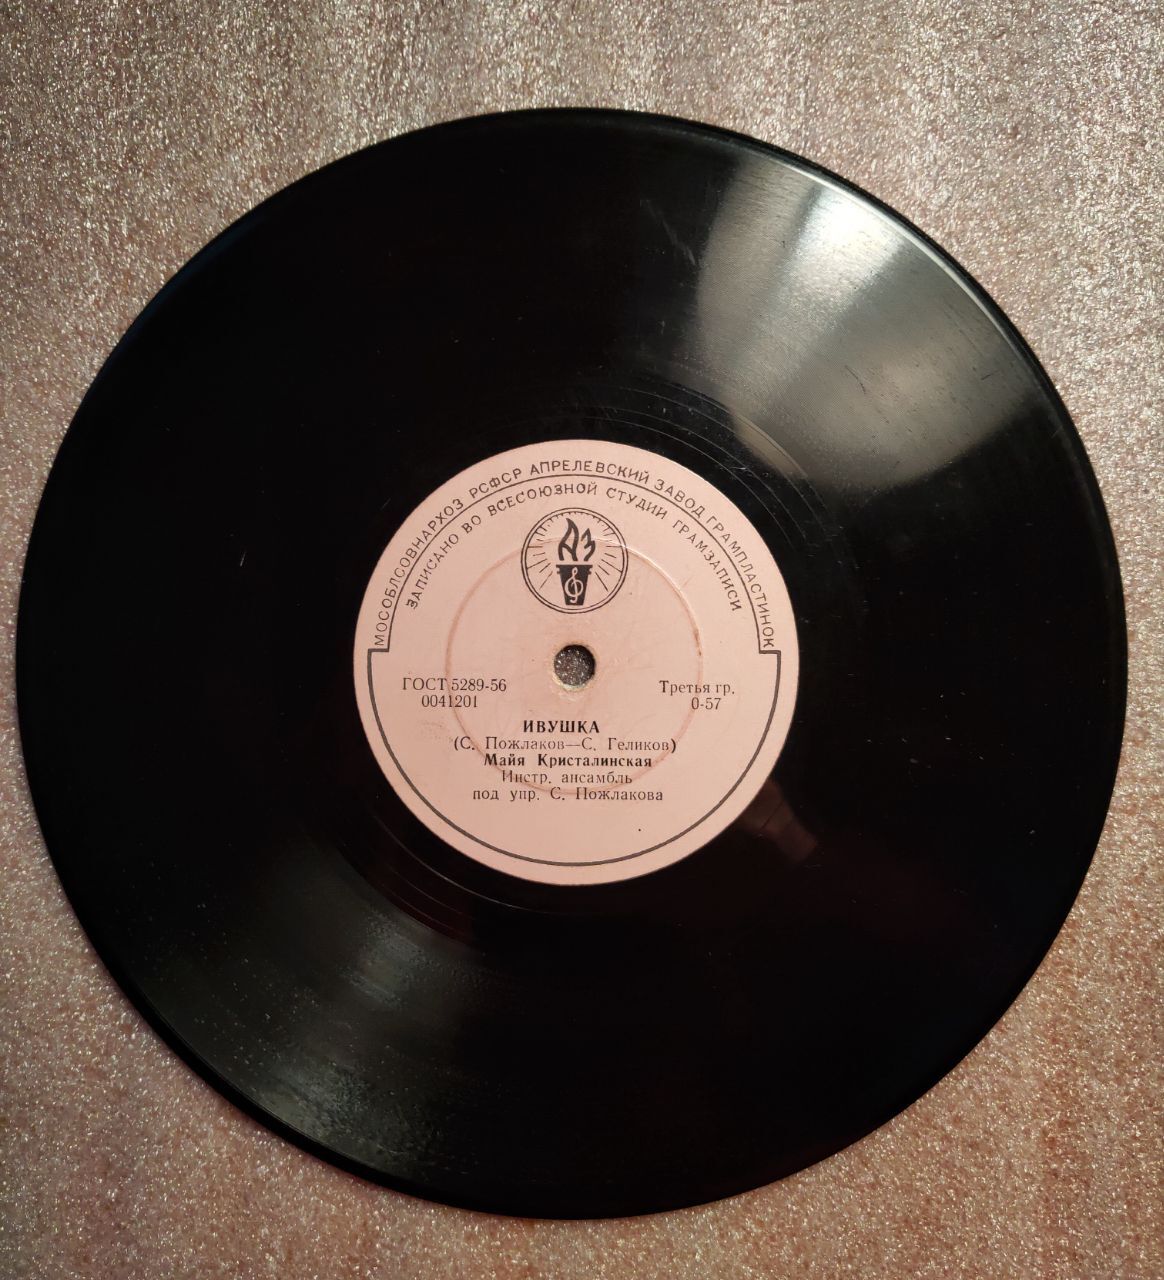 МОСОБЛСОВНАРХОЗ РСФСР АПРЕЛЕВСКИЙ ЗАВОД ГРАМПЛАСТИНОК
ЗАПИСАНО ВО ВСЕСОЮЗНОЙ СТУДИИ ГРАМЗАПИСИ
АЗ
ГОСТ 5289-56
0041201
Третья гр.
0-57
ИВУШКА
(С. Пожлаков—С. Геликов)
Майя Кристалинская
Инстр. ансамбль
под упр. С. Пожлакова